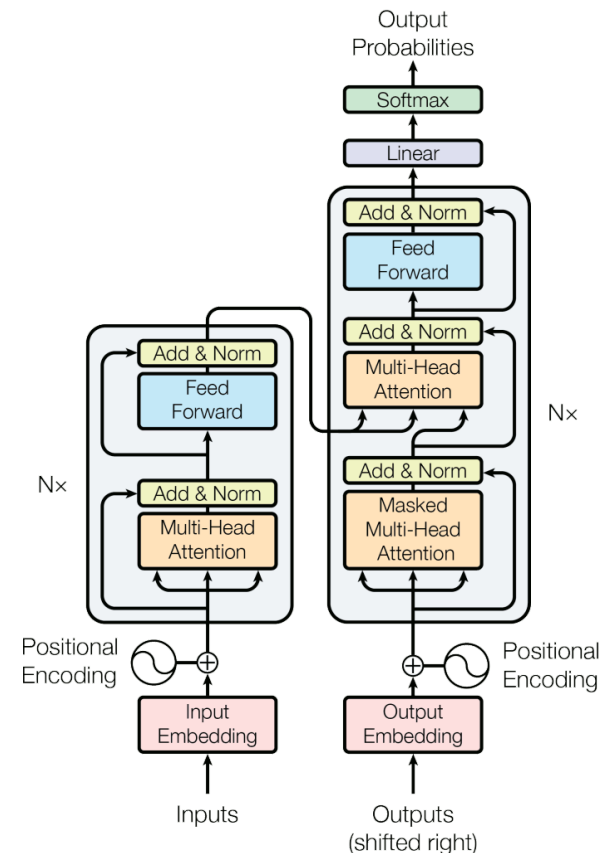 Output
Probabilities
Softmax
Linear
Add & Norm
Feed
Forward
Add & Norm
Multi-Head
Attention
Add & Norm
Masked
Multi-Head
Attention
N×
Add & Norm
Feed
Forward
Add & Norm
Multi-Head
Attention
N×
Positional
Encoding
Positional
Encoding
Input
Embedding
Output
Embedding
Inputs
Outputs
(shifted right)